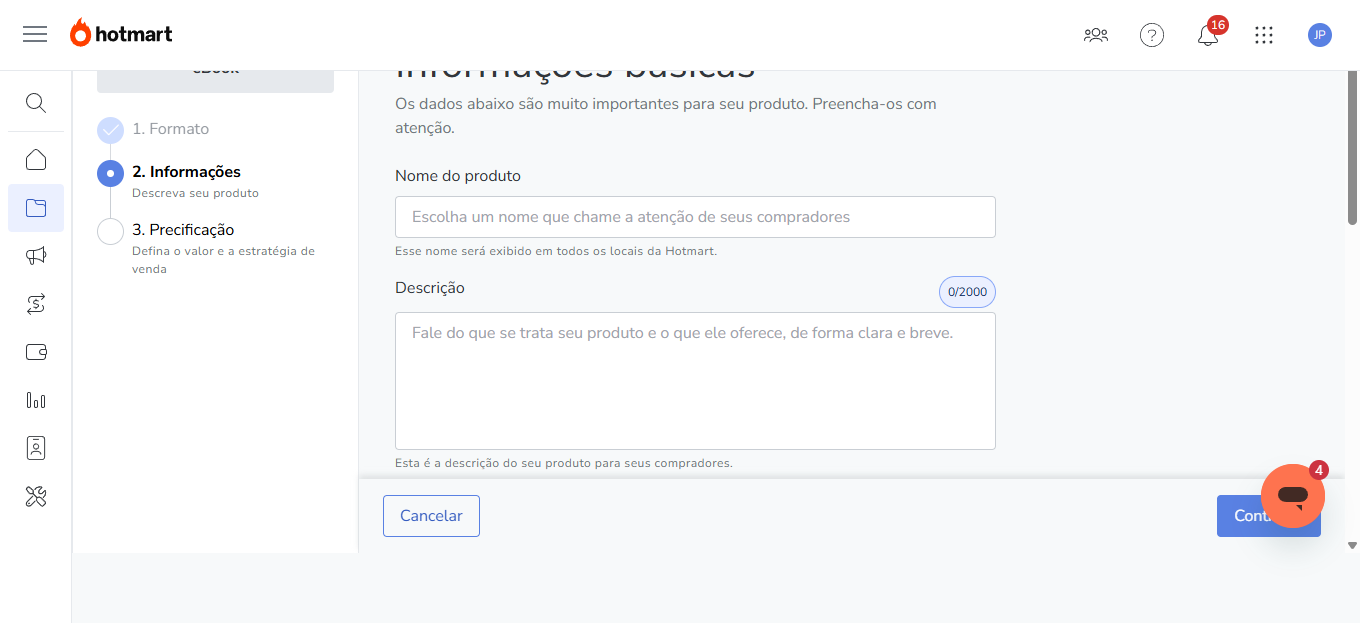 hotmart
?
16
JP
eBook
1. Formato
2. Informações
Descreva seu produto
3. Precificação
Defina o valor e a estratégia de
venda
Informações básicas
Os dados abaixo são muito importantes para seu produto. Preencha-os com
atenção.
Nome do produto
Escolha um nome que chame a atenção de seus compradores
Esse nome será exibido em todos os locais da Hotmart.
Descrição
0/2000
Fale do que se trata seu produto e o que ele oferece, de forma clara e breve.
Esta é a descrição do seu produto para seus compradores.
Cancelar
4